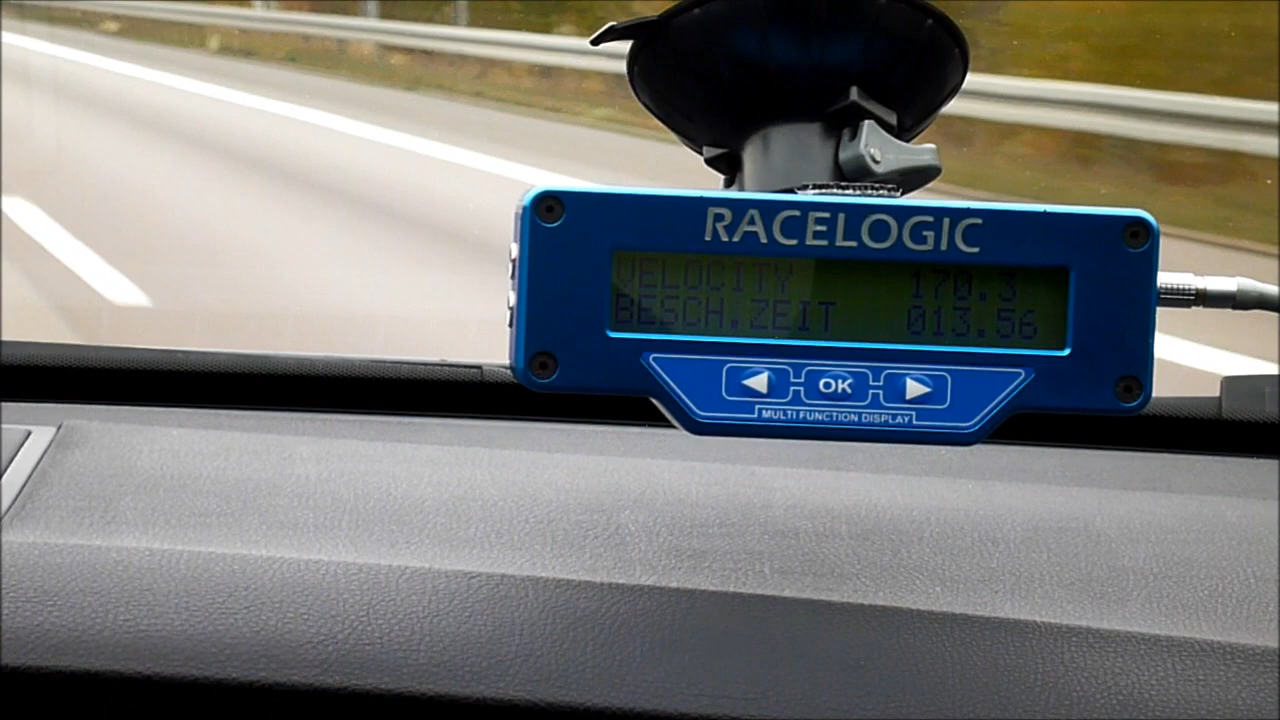 RACELOGIC
VELOCITY 170.3
BESCH.ZEIT 013.56
OK
MULTI FUNCTION DISPLAY